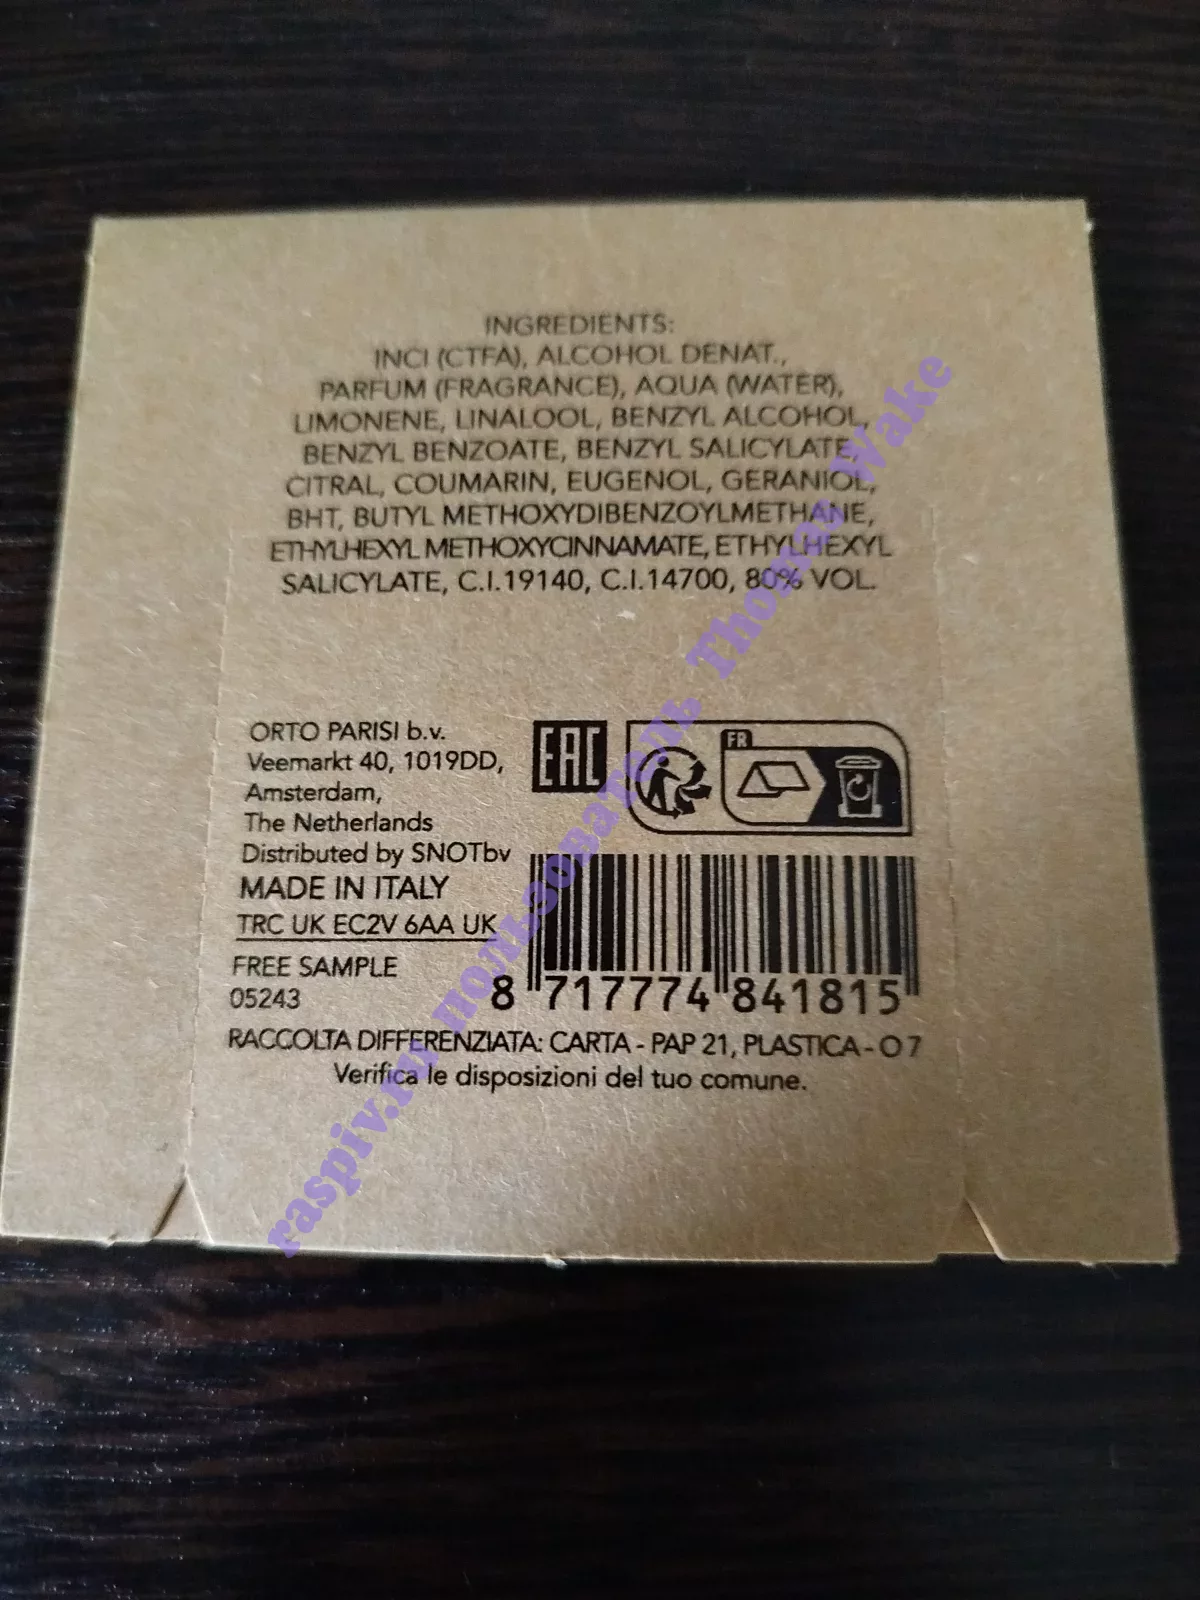 INGREDIENTS:
INCI (CTFA), ALCOHOL DENAT.,
PARFUM (FRAGRANCE), AQUA (WATER),
LIMONENE, LINALOOL, BENZYL ALCOHOL,
BENZYL BENZOATE, BENZYL SALICYLATE,
CITRAL, COUMARIN, EUGENOL, GERANIOL,
BHT, BUTYL METHOXYDIBENZOYLMETHANE,
ETHYLHEXYL METHOXYCINNAMATE, ETHYLHEXYL
SALICYLATE, C.I.19140, C.I.14700, 80% VOL.
ORTO PARISI b.v.
Veemarkt 40, 1019DD,
Amsterdam,
The Netherlands
Distributed by SNOTbv
MADE IN ITALY
TRC UK EC2V 6AA UK
FREE SAMPLE
05243
EAC
FR
8 717774 841815
RACCOLTA DIFFERENZIATA: CARTA - PAP 21, PLASTICA - O 7
Verifica le disposizioni del tuo comune.
raspiv.ru пользователь Thomas Wake